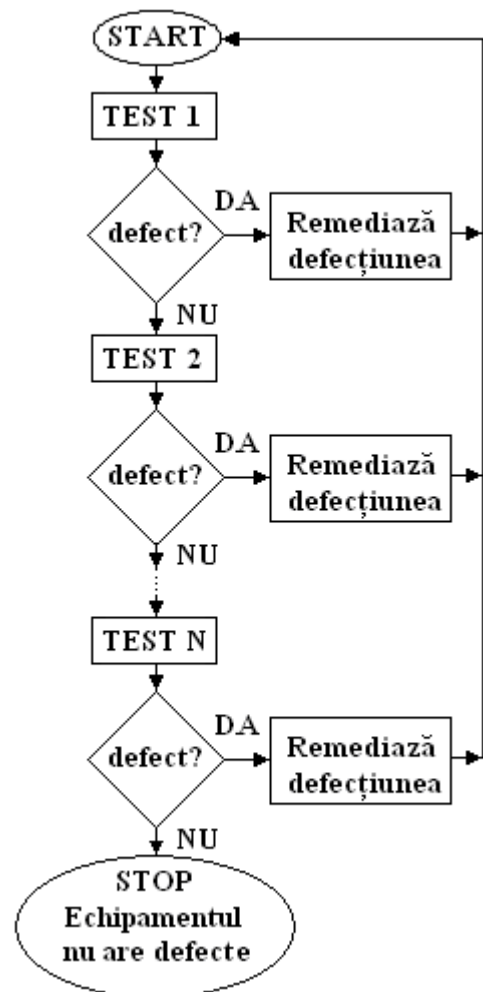 START
TEST 1
defect?
DA
Remediază
defecțiunea
NU
TEST 2
defect?
DA
Remediază
defecțiunea
NU
TEST N
defect?
DA
Remediază
defecțiunea
NU
STOP
Echipamentul
nu are defecte